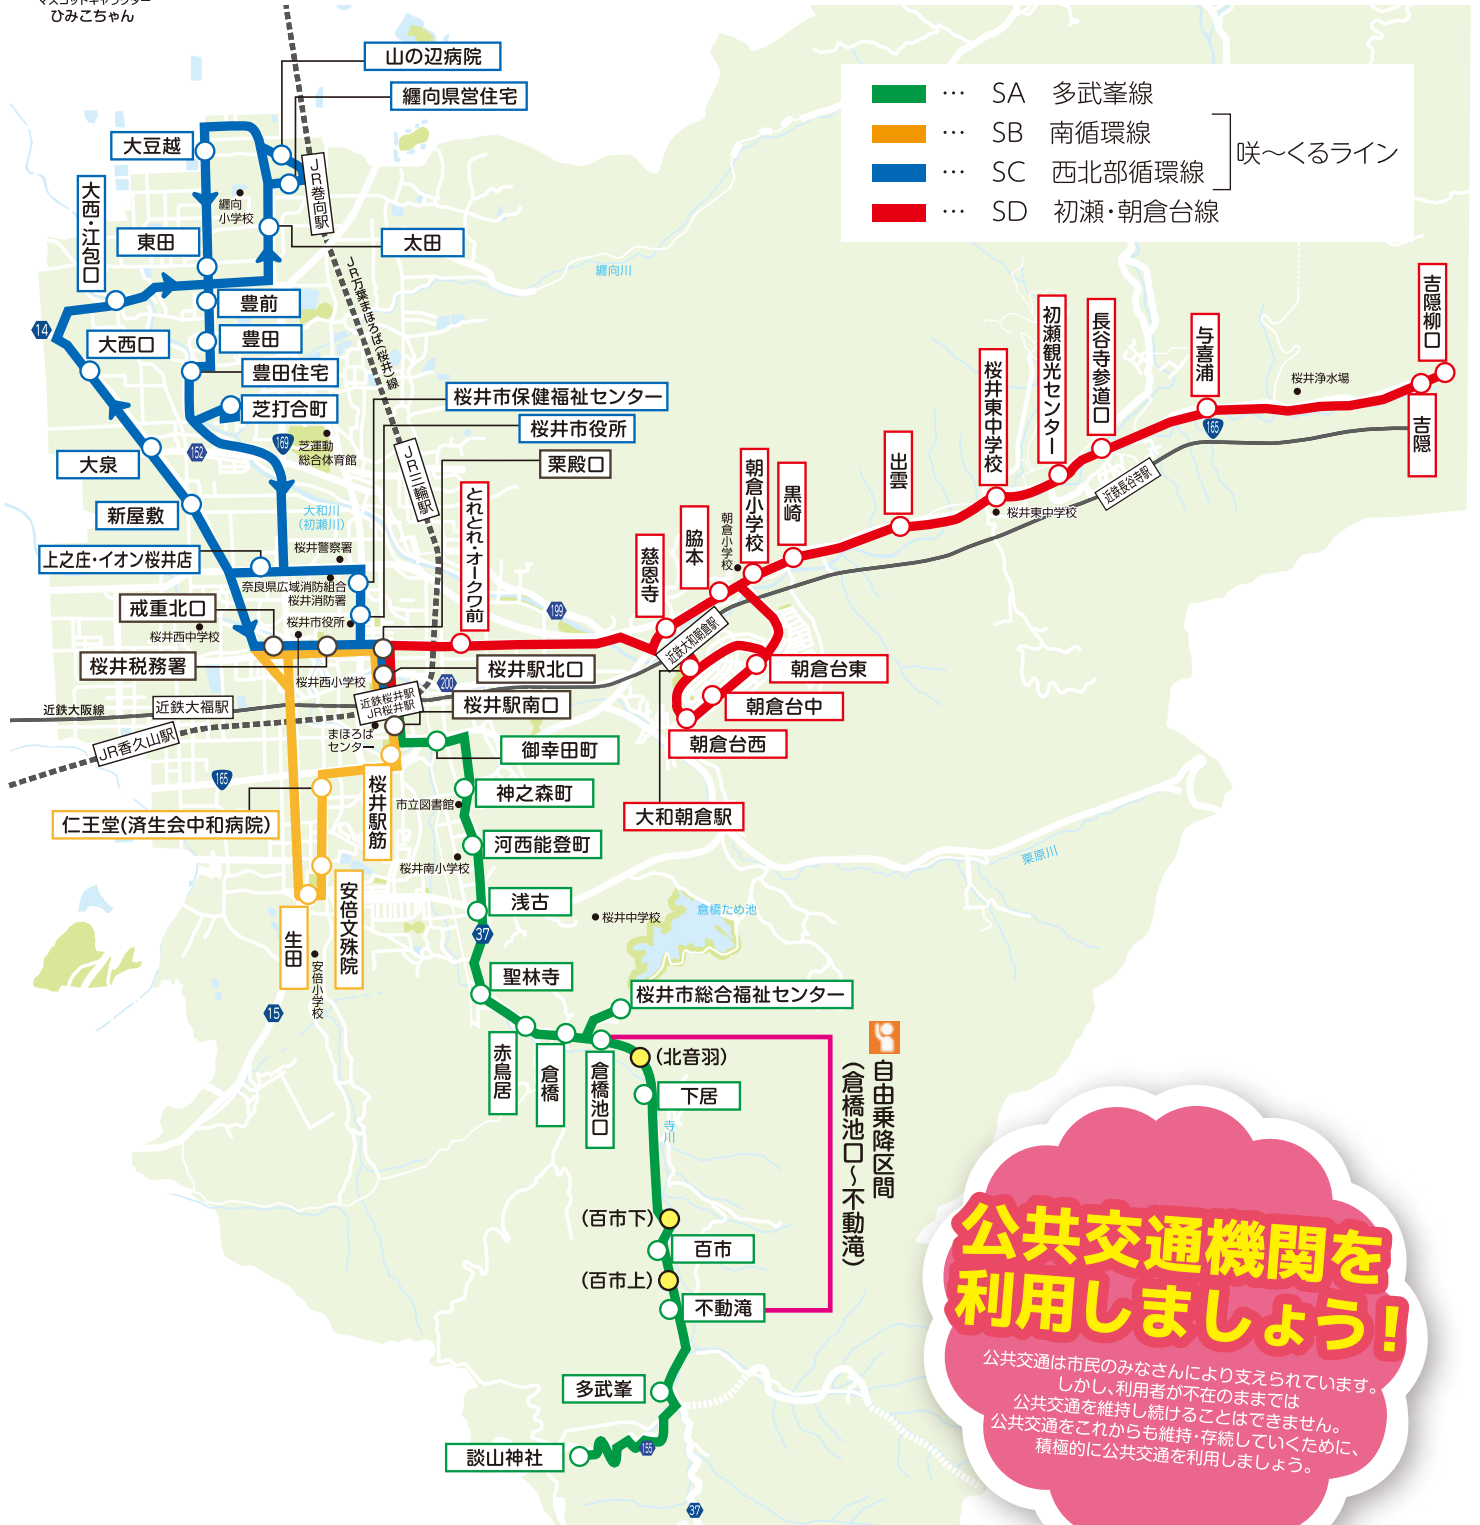 マスコットキャラクター
ひみこちゃん
山の辺病院
纒向県営住宅
大豆越
JR巻向駅
大西・江包口
纒向
小学校
東田
太田
JR万葉まほろば(桜井)線
纒向川
豊前
14
豊田
大西口
豊田住宅
芝打合町
桜井市保健福祉センター
桜井市役所
栗殿口
169
152
芝運動
総合体育館
JR三輪駅
大泉
新屋敷
大和川
(初瀬川)
上之庄・イオン桜井店
桜井警察署
奈良県広域消防組合
桜井消防署
戒重北口
桜井西中学校
桜井市役所
桜井税務署
桜井西小学校
近鉄大阪線
近鉄大福駅
JR香久山駅
近鉄桜井駅
JR桜井駅
200
199
桜井駅北口
桜井駅南口
まほろば
センター
とれとれ・オークワ前
慈恩寺
脇本
朝倉小学校
朝倉小学校
黒崎
出雲
桜井東中学校
桜井東中学校
初瀬観光センター
長谷寺参道口
近鉄長谷寺駅
与喜浦
165
桜井浄水場
吉隠柳口
吉隠
近鉄大和朝倉駅
朝倉台東
朝倉台中
朝倉台西
大和朝倉駅
SA 多武峯線
SB 南循環線
SC 西北部循環線
SD 初瀬・朝倉台線
咲〜くるライン
165
仁王堂(済生会中和病院)
桜井駅筋
安倍文殊院
生田
安倍小学校
15
御幸田町
神之森町
市立図書館
河西能登町
桜井南小学校
浅古
37
桜井中学校
倉橋ため池
粟原川
聖林寺
桜井市総合福祉センター
赤鳥居
倉橋
倉橋池口
(北音羽)
下居
寺川
自由乗降区間
(倉橋池口〜不動滝)
(百市下)
百市
(百市上)
不動滝
多武峯
談山神社
155
37
公共交通機関を
利用しましょう!
公共交通は市民のみなさんにより支えられています。
しかし、利用者が不在のままでは
公共交通を維持し続けることはできません。
公共交通をこれからも維持・存続していくために、
積極的に公共交通を利用しましょう。